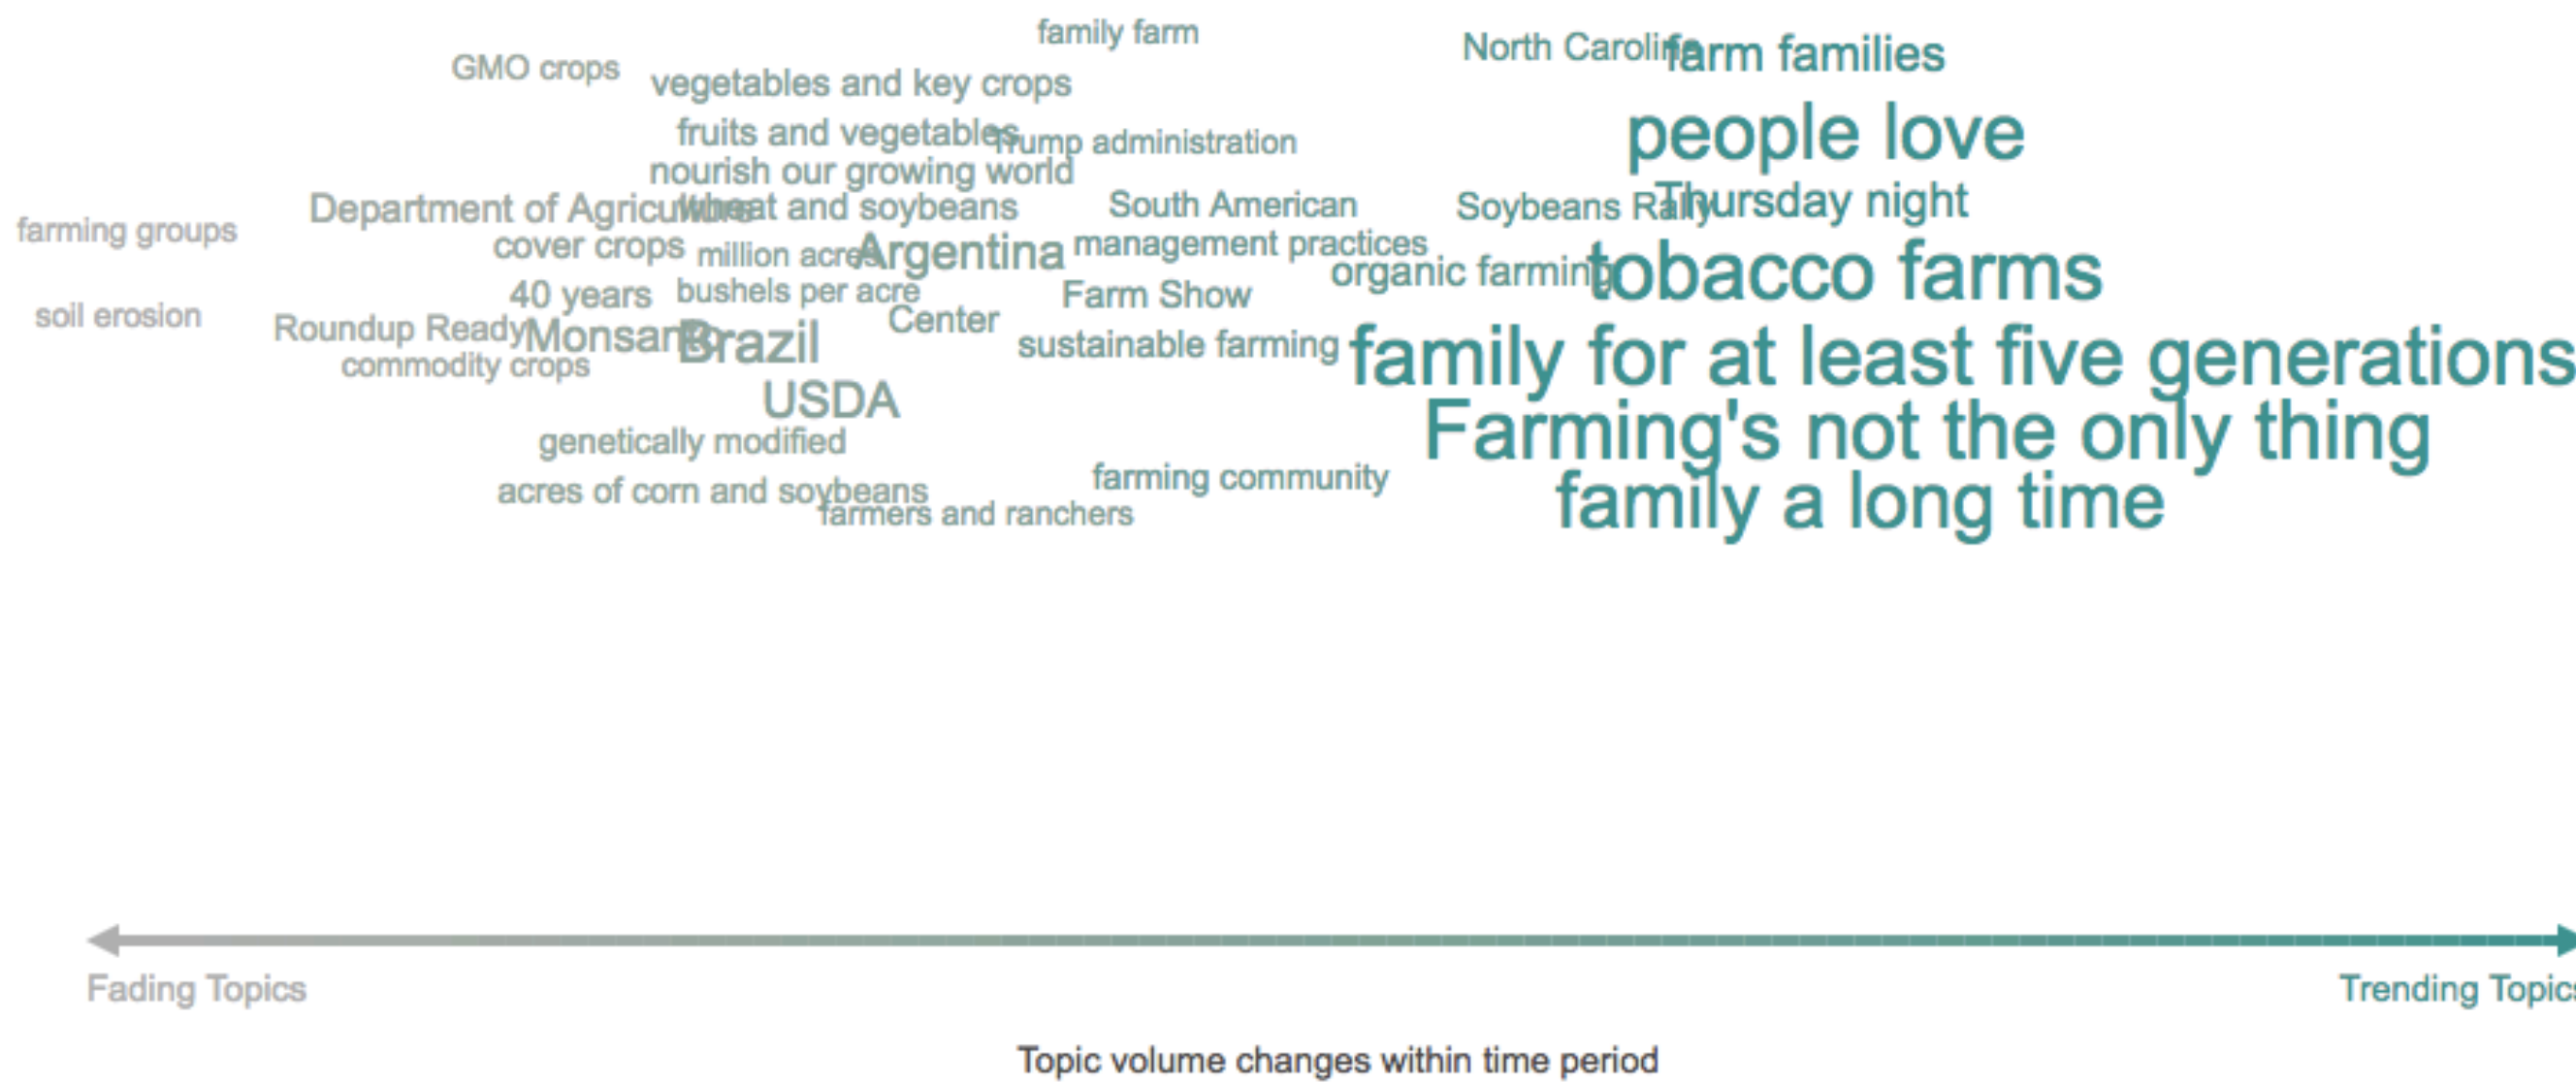 family farm
North Carolina
farm families
GMO crops
vegetables and key crops
people love
fruits and vegetables
Trump administration
nourish our growing world
Department of Agriculture
wheat and soybeans
South American
Soybeans Rally
Thursday night
farming groups
cover crops
million acres
Argentina
management practices
organic farming
tobacco farms
40 years
bushels per acre
Farm Show
soil erosion
Roundup Ready
Monsanto
Brazil
Center
sustainable farming
family for at least five generations
commodity crops
USDA
Farming's not the only thing
genetically modified
farming community
acres of corn and soybeans
farmers and ranchers
family a long time
Fading Topics
Trending Topics
Topic volume changes within time period